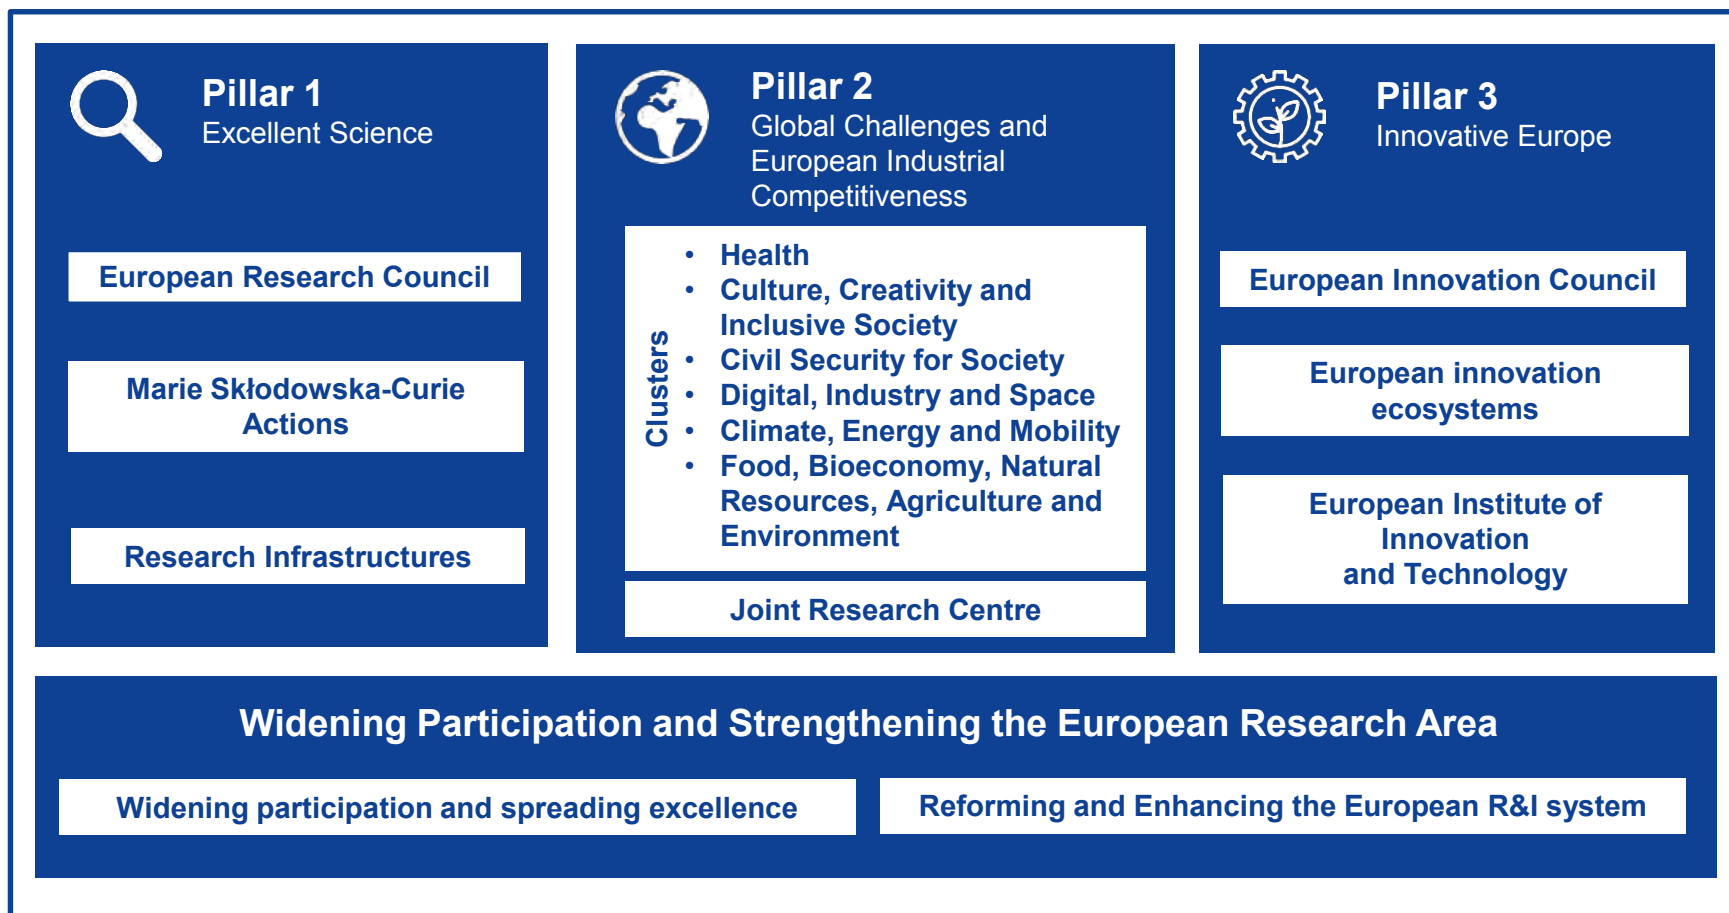 Pillar 1
Excellent Science
European Research Council
Marie Skłodowska-Curie
Actions
Research Infrastructures
Pillar 2
Global Challenges and
European Industrial
Competitiveness
Clusters
• Health
• Culture, Creativity and
Inclusive Society
• Civil Security for Society
• Digital, Industry and Space
• Climate, Energy and Mobility
• Food, Bioeconomy, Natural
Resources, Agriculture and
Environment
Joint Research Centre
Pillar 3
Innovative Europe
European Innovation Council
European innovation
ecosystems
European Institute of
Innovation
and Technology
Widening Participation and Strengthening the European Research Area
Widening participation and spreading excellence
Reforming and Enhancing the European R&I system